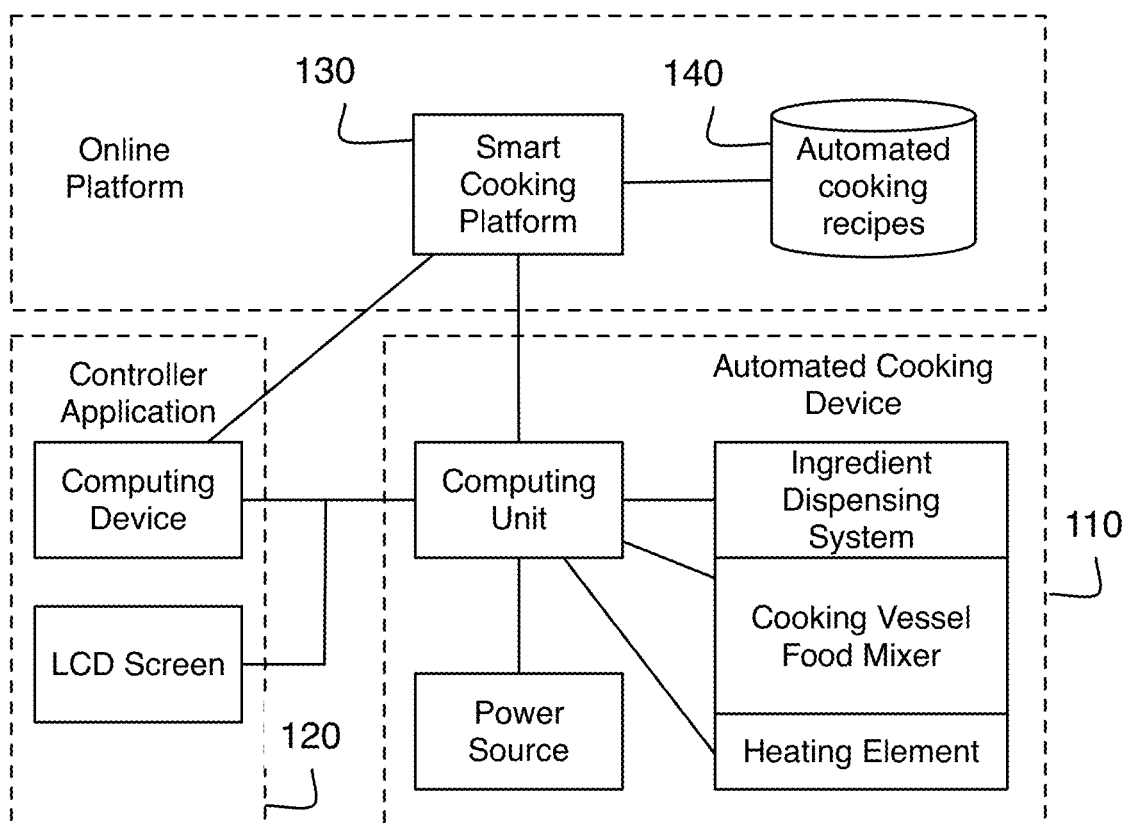 130
140
Online
Platform
Smart
Cooking
Platform
Automated
cooking
recipes
Controller
Application
Automated Cooking
Device
Computing
Device
Computing
Unit
Ingredient
Dispensing
System
110
Cooking Vessel
Food Mixer
LCD Screen
Power
Source
120
Heating Element